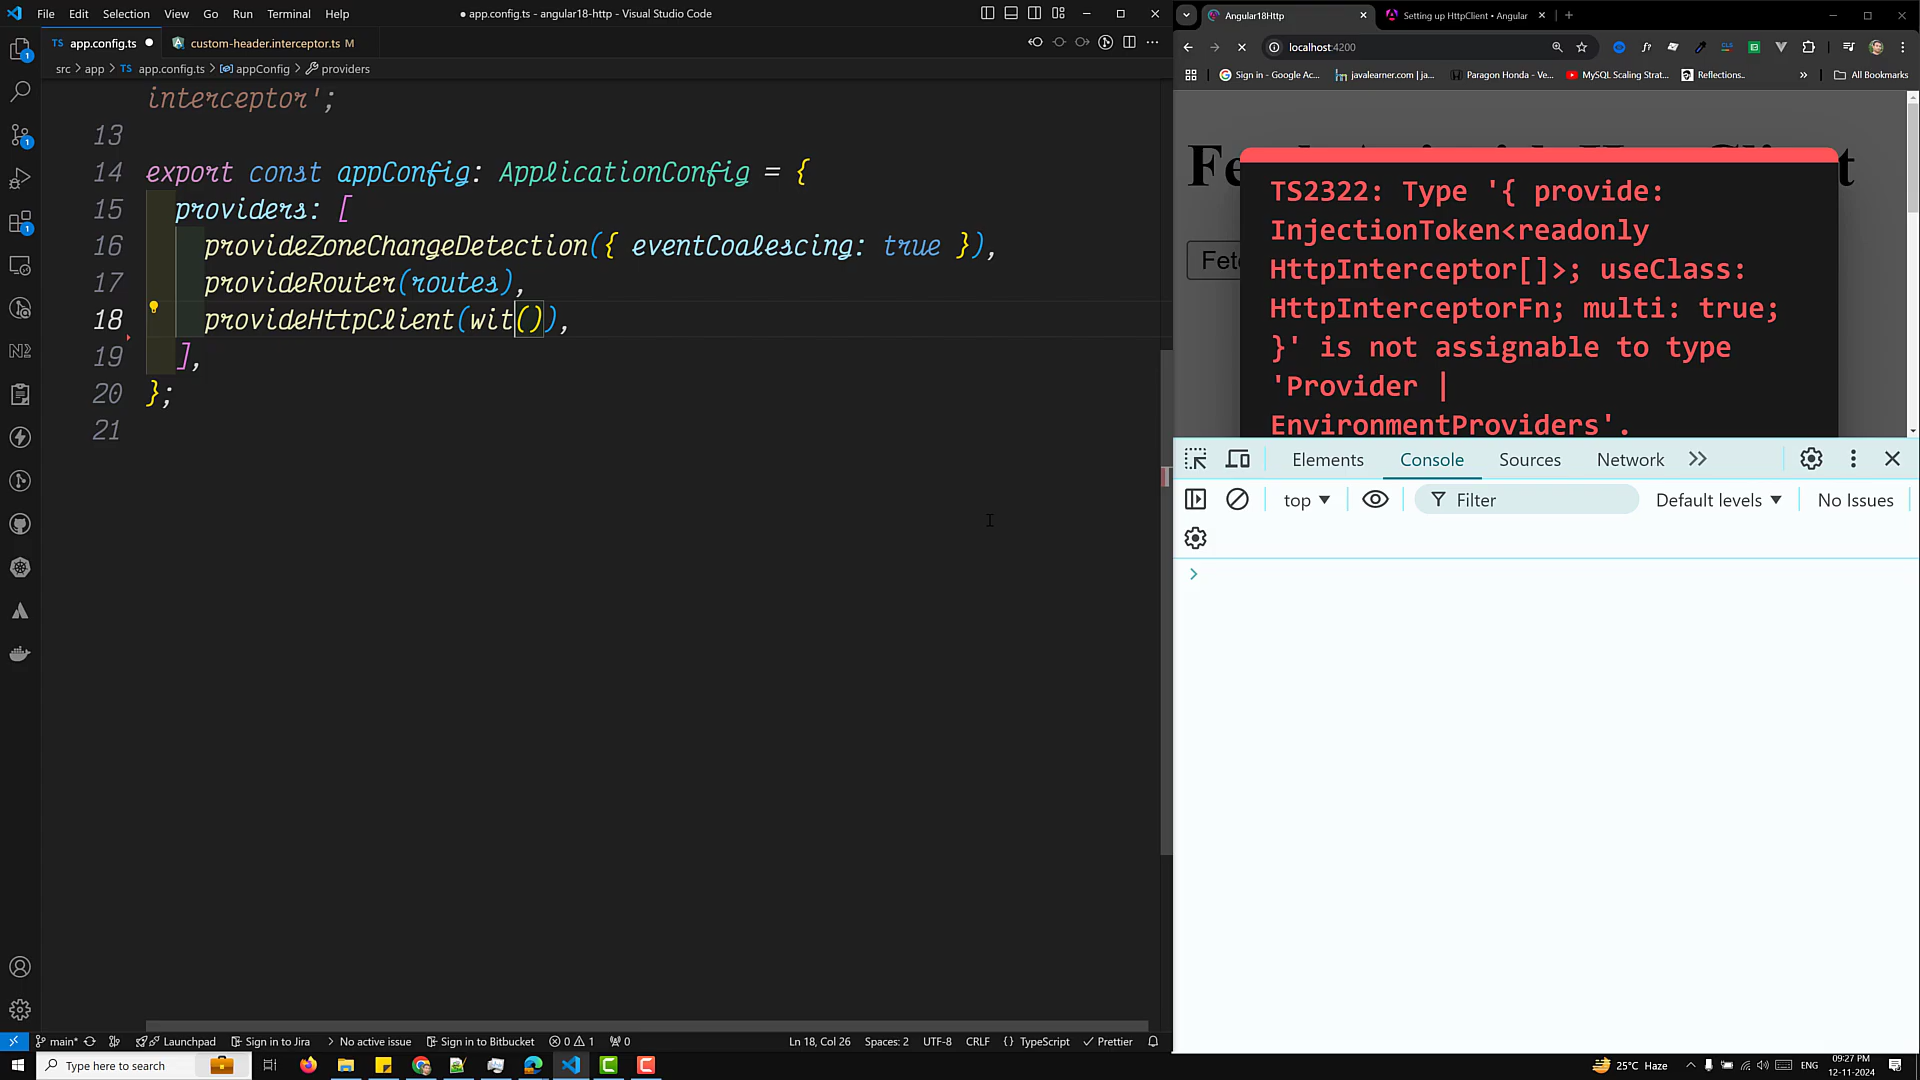 File Edit Selection View Go Run Terminal Help
● app.config.ts - angular18-http - Visual Studio Code
TS app.config.ts ●
custom-header.interceptor.ts M
src > app > TS app.config.ts > appConfig > providers
interceptor';
13
14 export const appConfig: ApplicationConfig = {
15 providers: [
16 provideZoneChangeDetection({ eventCoalescing: true }),
17 provideRouter(routes),
18 provideHttpClient(wit()),
19 ],
20 };
21
main*
Launchpad
Sign in to Jira
No active issue
Sign in to Bitbucket
0 1
0
Ln 18, Col 26
Spaces: 2
UTF-8
CRLF
{ } TypeScript
Prettier
Angular18Http
Setting up HttpClient • Angular
localhost:4200
Sign in - Google Ac...
javalearner.com | ja...
Paragon Honda - Ve...
MySQL Scaling Strat...
Reflections..
All Bookmarks
TS2322: Type '{ provide:
InjectionToken<readonly
HttpInterceptor[]>; useClass:
HttpInterceptorFn; multi: true;
}' is not assignable to type
'Provider |
EnvironmentProviders'.
Elements Console Sources Network
top
Filter
Default levels
No Issues
Type here to search
25°C Haze
ENG
09:27 PM
12-11-2024